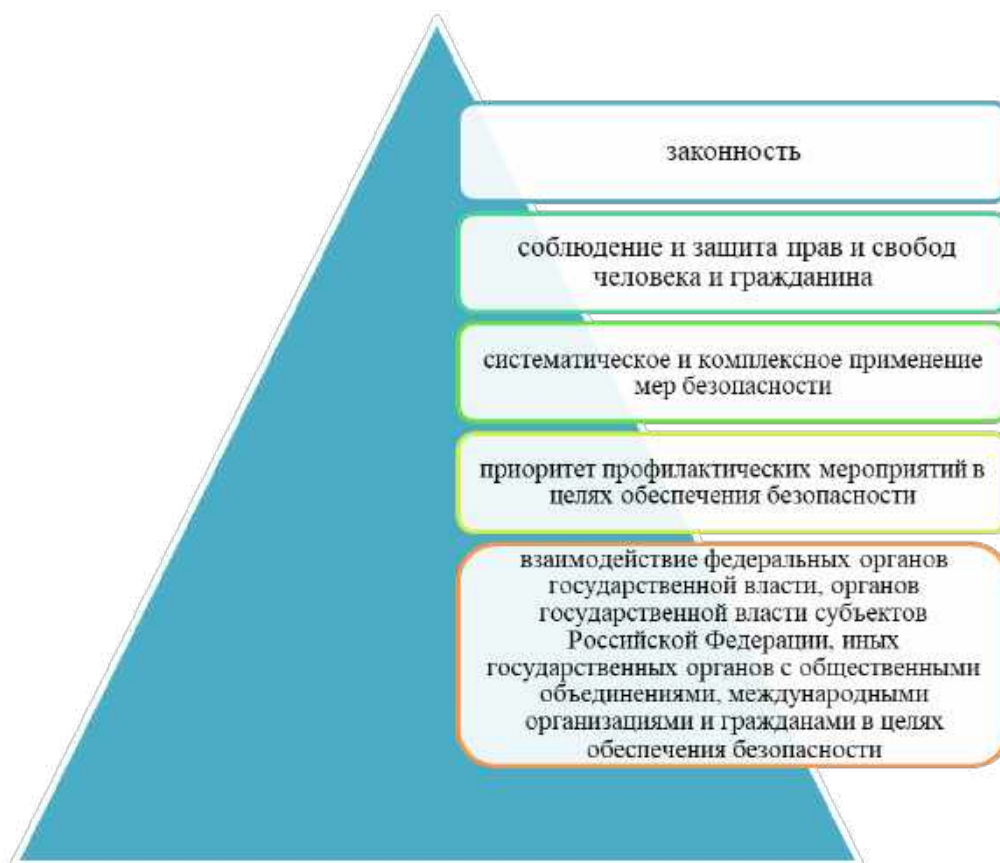 законность
соблюдение и защита прав и свобод
человека и гражданина
систематическое и комплексное применение
мер безопасности
приоритет профилактических мероприятий в
целях обеспечения безопасности
взаимодействие федеральных органов
государственной власти, органов
государственной власти субъектов
Российской Федерации, иных
государственных органов с общественными
объединениями, международными
организациями и гражданами в целях
обеспечения безопасности